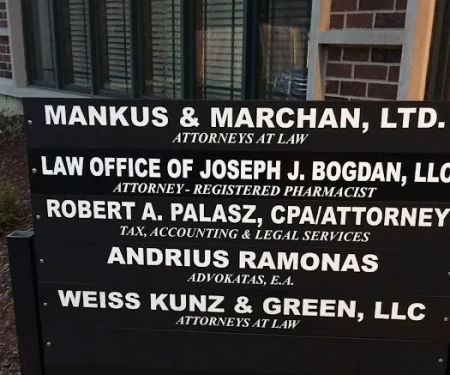 MANKUS & MARCHAN, LTD.
ATTORNEYS AT LAW
LAW OFFICE OF JOSEPH J. BOGDAN, LLC
ATTORNEY - REGISTERED PHARMACIST
ROBERT A. PALASZ, CPA/ATTORNEY
TAX, ACCOUNTING & LEGAL SERVICES
ANDRIUS RAMONAS
ADVOKATAS, E.A.
WEISS KUNZ & GREEN, LLC
ATTORNEYS AT LAW